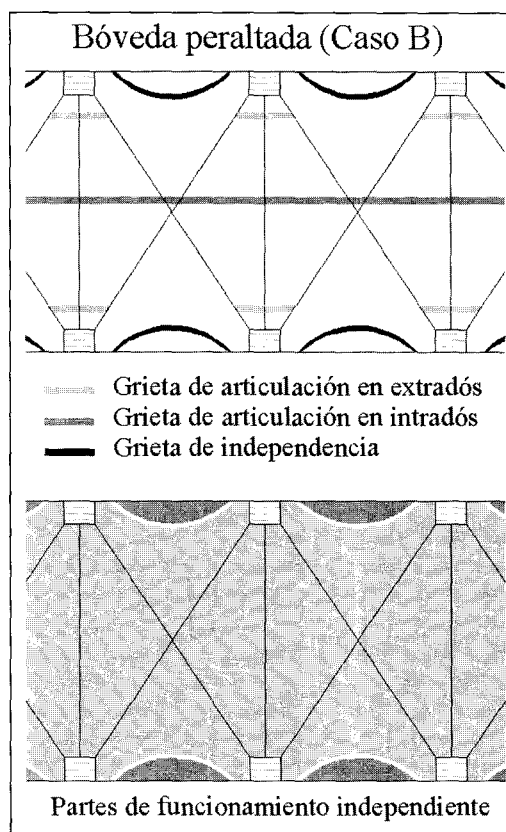 Bóveda peraltada (Caso B)
Grieta de articulación en extradós
Grieta de articulación en intradós
Grieta de independencia
Partes de funcionamiento independiente